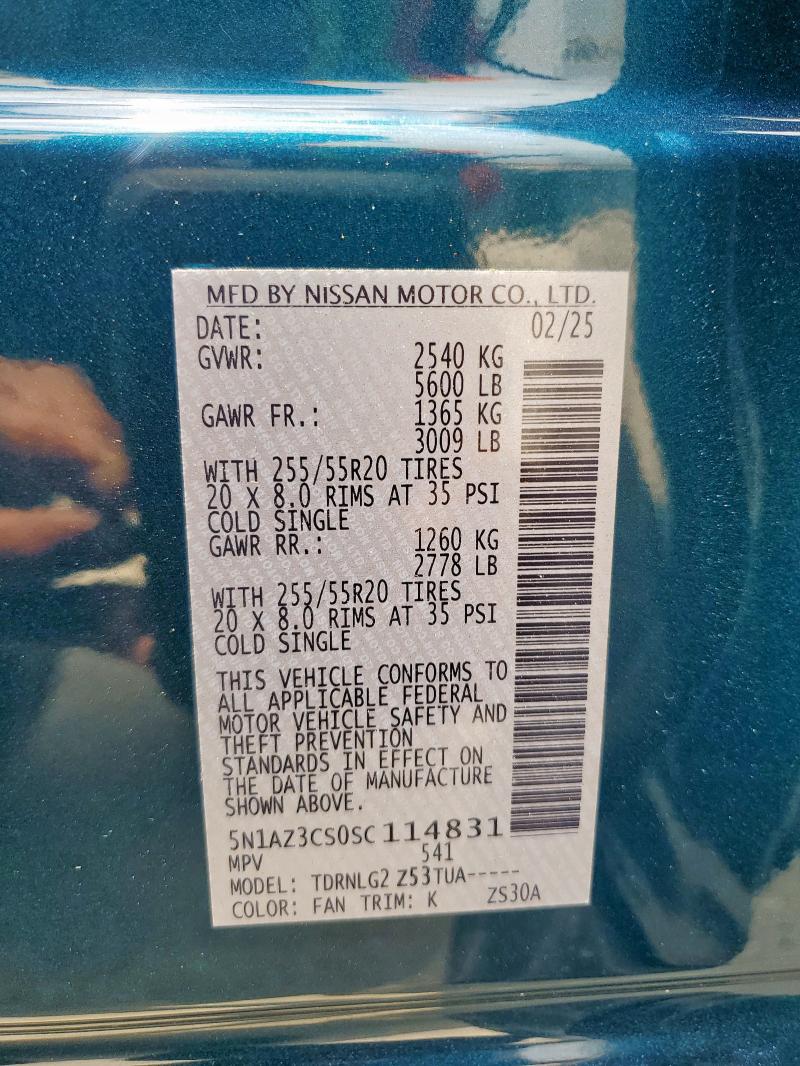 MFD BY NISSAN MOTOR CO., LTD.
DATE: 02/25
GVWR: 2540 KG
5600 LB
GAWR FR.: 1365 KG
3009 LB
WITH 255/55R20 TIRES
20 X 8.0 RIMS AT 35 PSI
COLD SINGLE
GAWR RR.: 1260 KG
2778 LB
WITH 255/55R20 TIRES
20 X 8.0 RIMS AT 35 PSI
COLD SINGLE
THIS VEHICLE CONFORMS TO
ALL APPLICABLE FEDERAL
MOTOR VEHICLE SAFETY AND
THEFT PREVENTION
STANDARDS IN EFFECT ON
THE DATE OF MANUFACTURE
SHOWN ABOVE.
5N1AZ3CS0SC114831
MPV 541
MODEL: TDRNLG2 Z53TUA-----
COLOR: FAN TRIM: K ZS30A